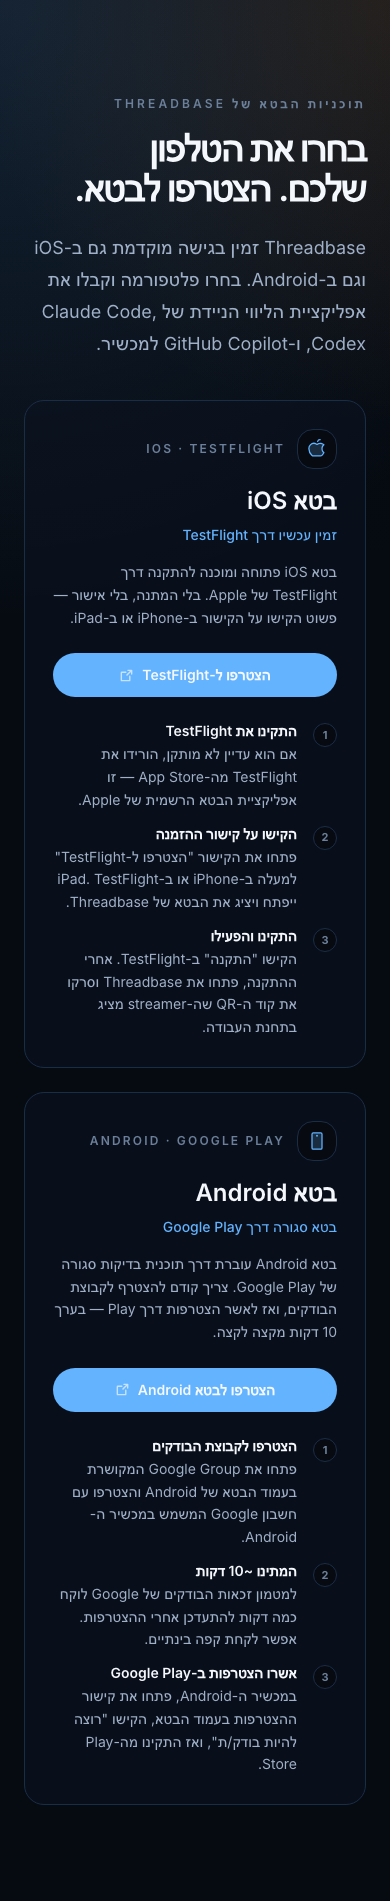 תוכניות הבטא של THREADBASE
בחרו את הטלפון
שלכם. הצטרפו לבטא.
Threadbase זמין בגישה מוקדמת גם ב-iOS
וגם ב-Android. בחרו פלטפורמה וקבלו את
אפליקציית הליווי הניידת של Claude Code,
Codex, ו-GitHub Copilot למכשיר.
IOS · TESTFLIGHT
בטא iOS
זמין עכשיו דרך TestFlight
בטא iOS פתוחה ומוכנה להתקנה דרך
TestFlight של Apple. בלי המתנה, בלי אישור —
פשוט הקישו על הקישור ב-iPhone או ב-iPad.
הצטרפו ל-TestFlight
1
התקינו את TestFlight
אם הוא עדיין לא מותקן, הורידו את
TestFlight מה-App Store — זו
אפליקציית הבטא הרשמית של Apple.
2
הקישו על קישור ההזמנה
פתחו את הקישור "הצטרפו ל-TestFlight"
למעלה ב-iPhone או ב-iPad. TestFlight
ייפתח ויציג את הבטא של Threadbase.
3
התקינו והפעילו
הקישו "התקנה" ב-TestFlight. אחרי
ההתקנה, פתחו את Threadbase וסרקו
את קוד ה-QR שה-streamer מציג
בתחנת העבודה.
ANDROID · GOOGLE PLAY
בטא Android
בטא סגורה דרך Google Play
בטא Android עוברת דרך תוכנית בדיקות סגורה
של Google Play. צריך קודם להצטרף לקבוצת
הבודקים, ואז לאשר הצטרפות דרך Play — בערך
10 דקות מקצה לקצה.
הצטרפו לבטא Android
1
הצטרפו לקבוצת הבודקים
פתחו את Google Group המקושרת
בעמוד הבטא של Android והצטרפו עם
חשבון Google המשמש במכשיר ה-
Android.
2
המתינו ~10 דקות
למטמון זכאות הבודקים של Google לוקח
כמה דקות להתעדכן אחרי ההצטרפות.
אפשר לקחת קפה בינתיים.
3
אשרו הצטרפות ב-Google Play
במכשיר ה-Android, פתחו את קישור
ההצטרפות בעמוד הבטא, הקישו "רוצה
להיות בודק/ת", ואז התקינו מה-Play
Store.